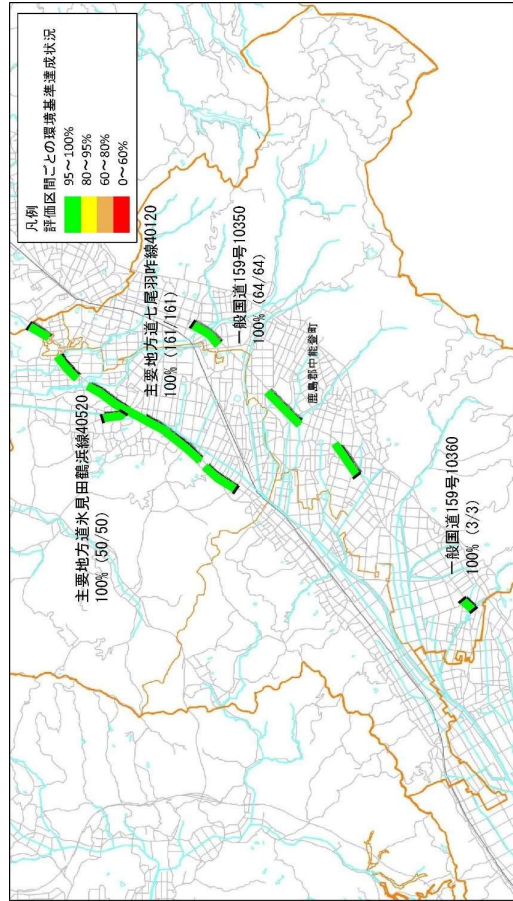 凡例
評価区間ごとの環境基準達成状況
95～100%
80～95%
60～80%
0～60%
主要地方道氷見田鶴浜線40520
100%（50/50）
主要地方道七尾羽咋線40120
100%（161/161）
一般国道159号10350
100%（64/64）
鹿島郡中能登町
一般国道159号10360
100%（3/3）